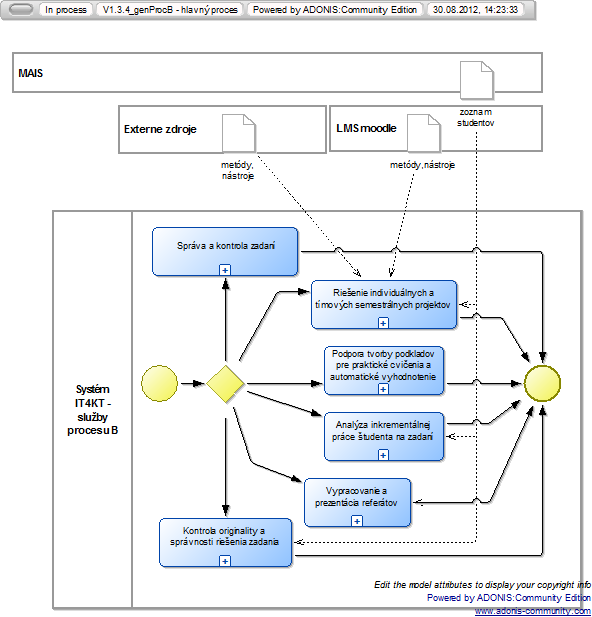 In process
V1.3.4_genProcB - hlavný proces
Powered by ADONIS:Community Edition
30.08.2012, 14:23:33
MAIS
zoznam
študentov
Externe zdroje
LMS moodle
metódy,
nástroje
metódy,nástroje
Správa a kontrola zadaní
Riešenie individuálnych a
tímových semestrálnych projektov
Podpora tvorby podkladov
pre praktické cvičenia a
automatické vyhodnotenie
Systém
IT4KT -
služby
procesu B
Analýza inkrementálnej
práce študenta na zadaní
Vypracovanie a
prezentácia referátov
Kontrola originality a
správnosti riešenia zadania
Edit the model attributes to display your copyright info
Powered by ADONIS:Community Edition
www.adonis-community.com